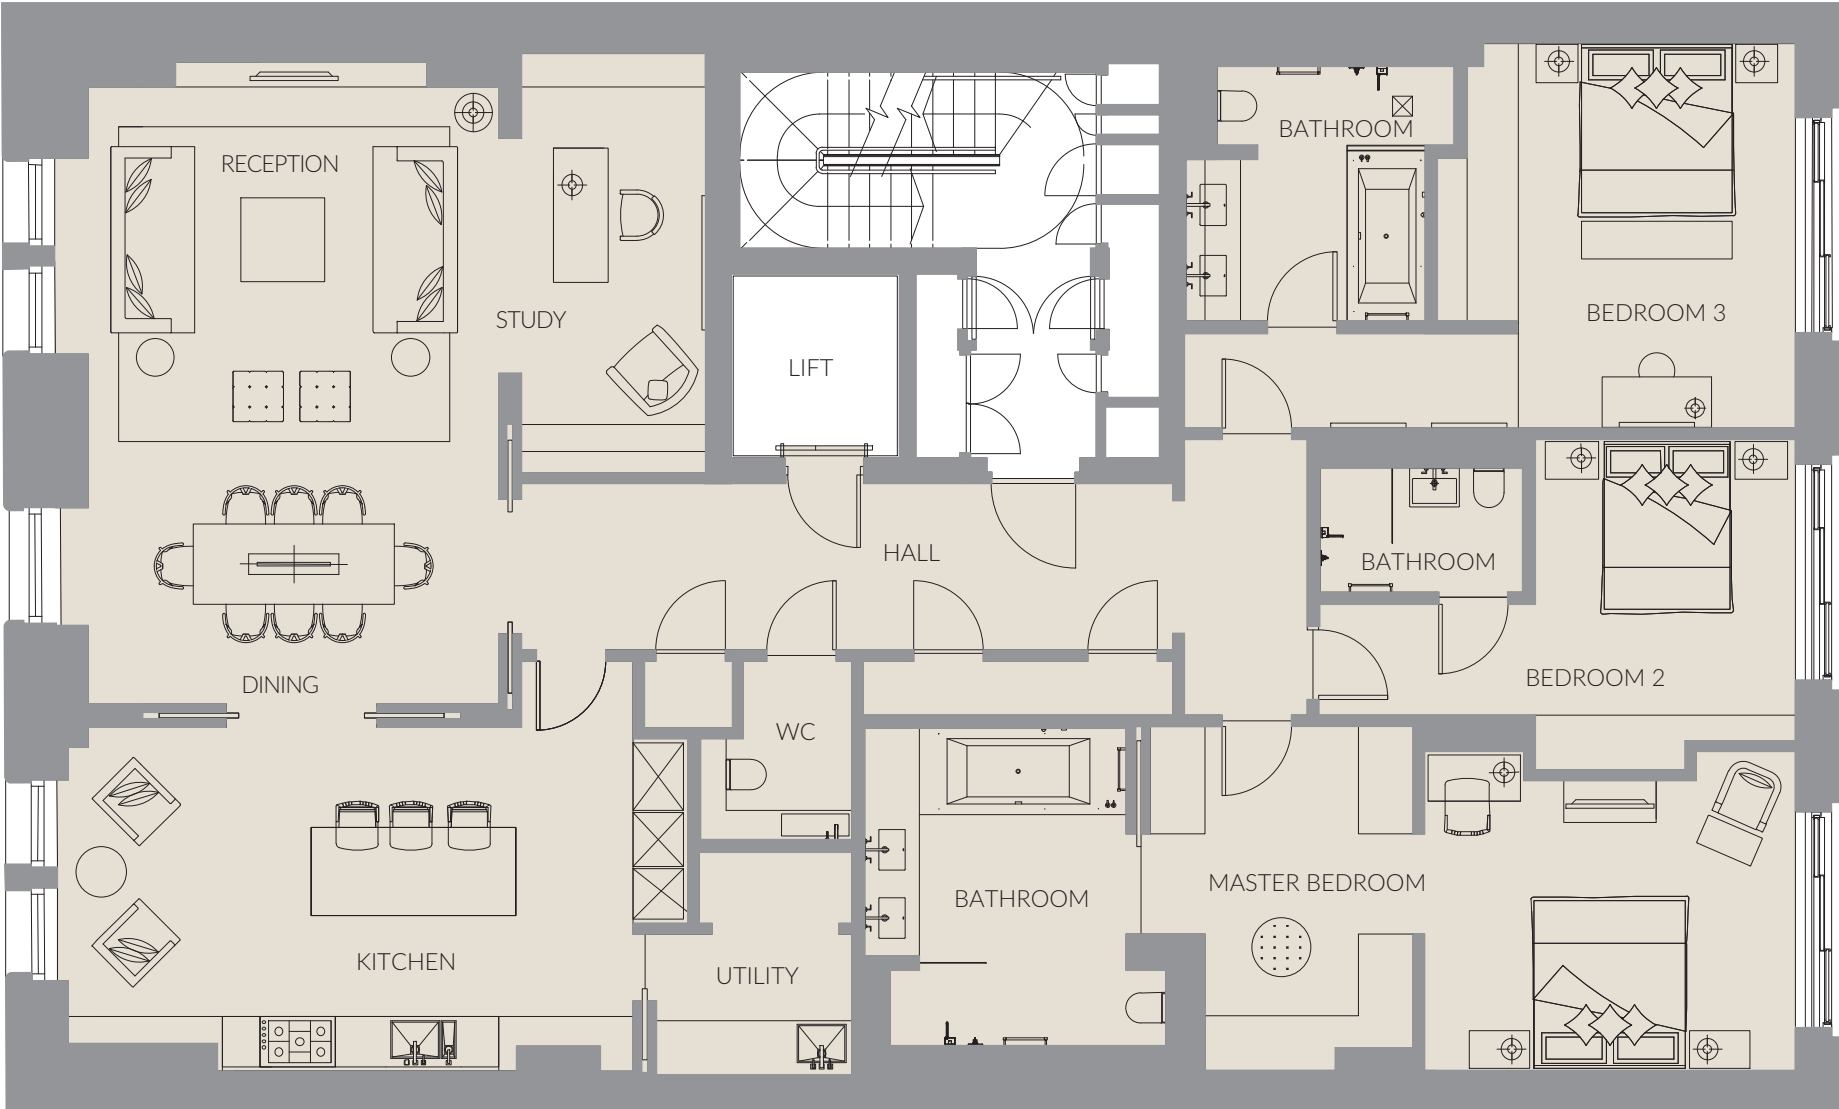 BATHROOM
RECEPTION
BEDROOM 3
STUDY
LIFT
HALL
BATHROOM
BEDROOM 2
DINING
WC
MASTER BEDROOM
BATHROOM
KITCHEN
UTILITY